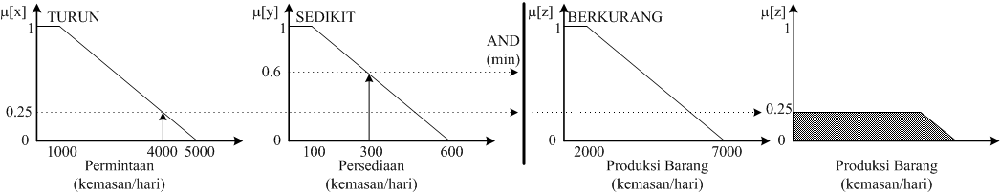 μ[x]
TURUN
1
0.25
0
1000
4000
5000
Permintaan
(kemasan/hari)
μ[y]
SEDIKIT
1
0.6
0
100
300
600
Persediaan
(kemasan/hari)
AND
(min)
μ[z]
BERKURANG
1
0
2000
7000
Produksi Barang
(kemasan/hari)
μ[z]
1
0.25
0
Produksi Barang
(kemasan/hari)